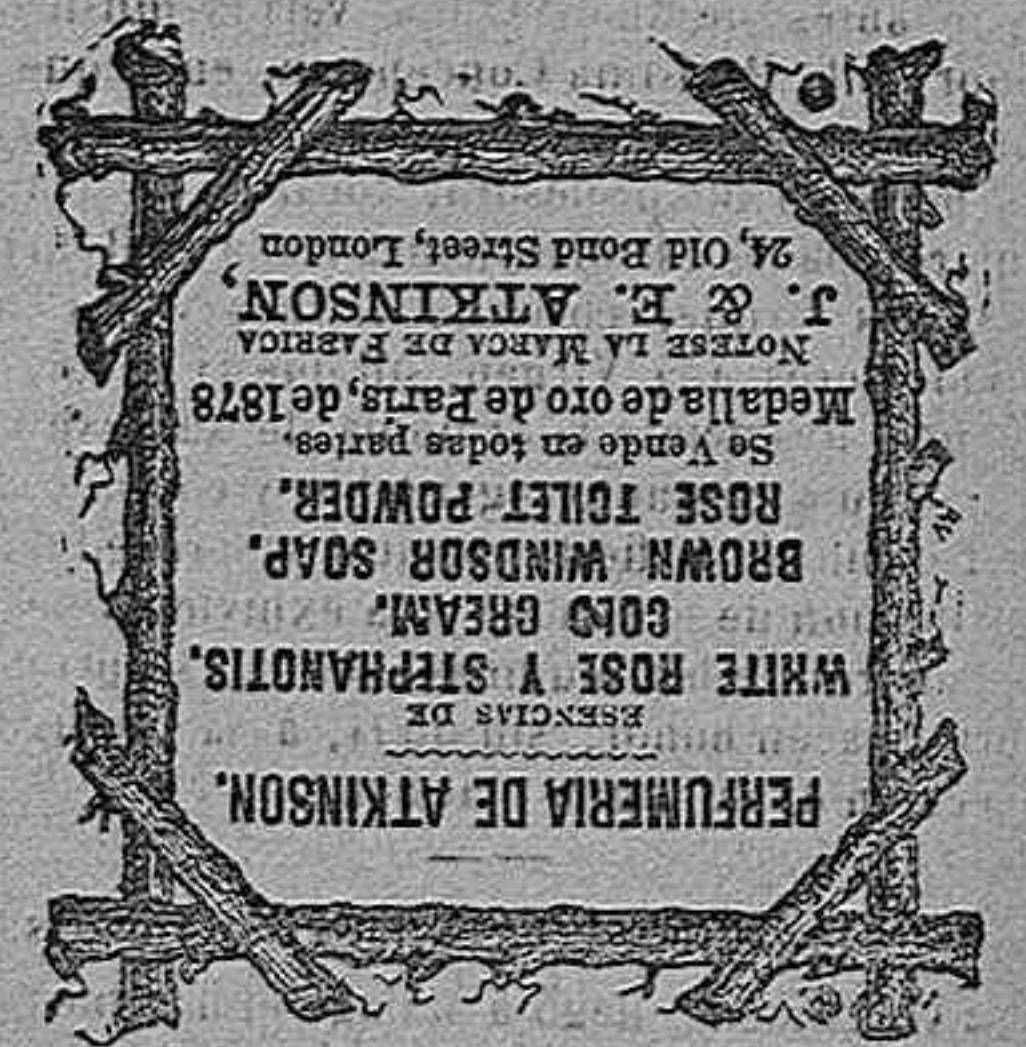 PERFUMERIA DE ATKINSON.
ESENCIAS DE
WHITE ROSE Y STEPHANOTIS.
COLD CREAM.
BROWN WINDSOR SOAP.
ROSE TOILET POWDER.
Se Vende en todas partes.
Medalla de oro de Paris, de 1878
NOTESE LA MARCA DE FABRICA
J. & E. ATKINSON,
24, Old Bond Street, London